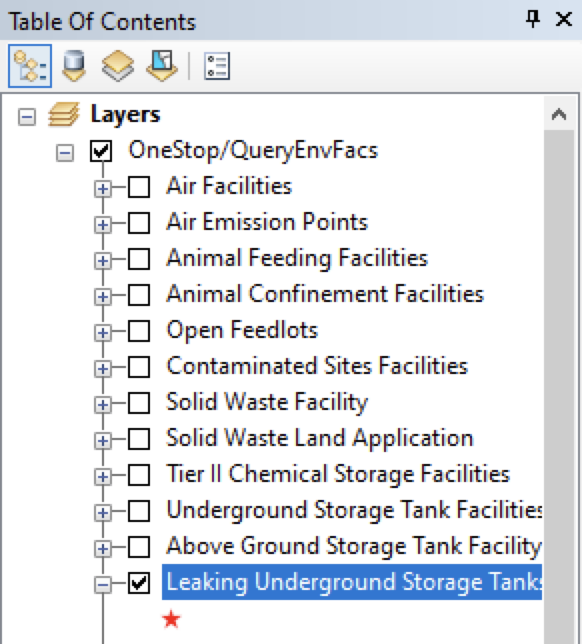 Table Of Contents
Layers
OneStop/QueryEnvFacs
Air Facilities
Air Emission Points
Animal Feeding Facilities
Animal Confinement Facilities
Open Feedlots
Contaminated Sites Facilities
Solid Waste Facility
Solid Waste Land Application
Tier II Chemical Storage Facilities
Underground Storage Tank Facilities
Above Ground Storage Tank Facility
Leaking Underground Storage Tanks